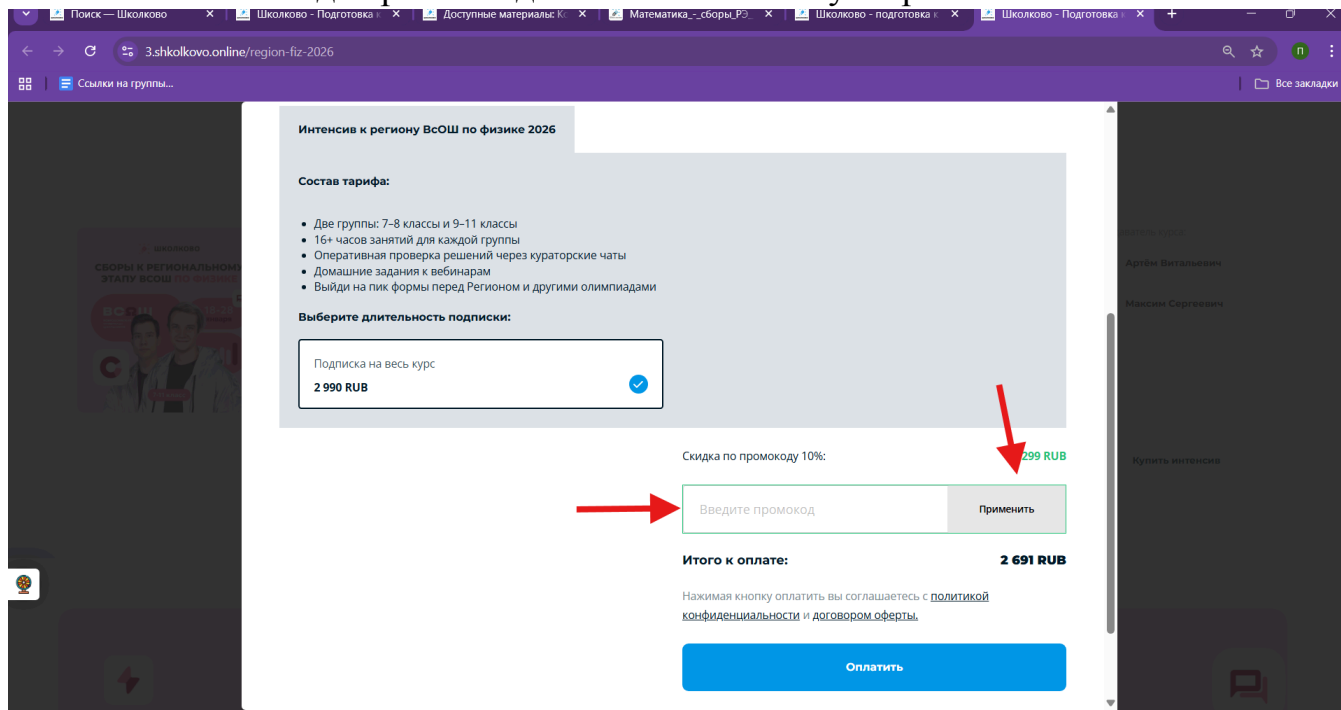 Поиск — Школково
Школково - Подготовка к
Доступные материалы: Ко
Математика_-_сборы_РЭ_
Школково - подготовка к
Школково - Подготовка к
3.shkolkovo.online/region-fiz-2026
П
Ссылки на группы...
Все закладки
Интенсив к региону ВсОШ по физике 2026
Состав тарифа:
Две группы: 7–8 классы и 9–11 классы
16+ часов занятий для каждой группы
Оперативная проверка решений через кураторские чаты
Домашние задания к вебинарам
Выйди на пик формы перед Регионом и другими олимпиадами
Выберите длительность подписки:
Подписка на весь курс
2 990 RUB
ШКОЛКОВО
СБОРЫ К РЕГИОНАЛЬНОМУ
ЭТАПУ ВСОШ ПО ФИЗИКЕ
Артём Витальевич
Максим Сергеевич
Купить интенсив
Скидка по промокоду 10%:
299 RUB
Введите промокод
Применить
Итого к оплате:
2 691 RUB
Нажимая кнопку оплатить вы соглашаетесь с политикой
конфиденциальности и договором оферты.
Оплатить